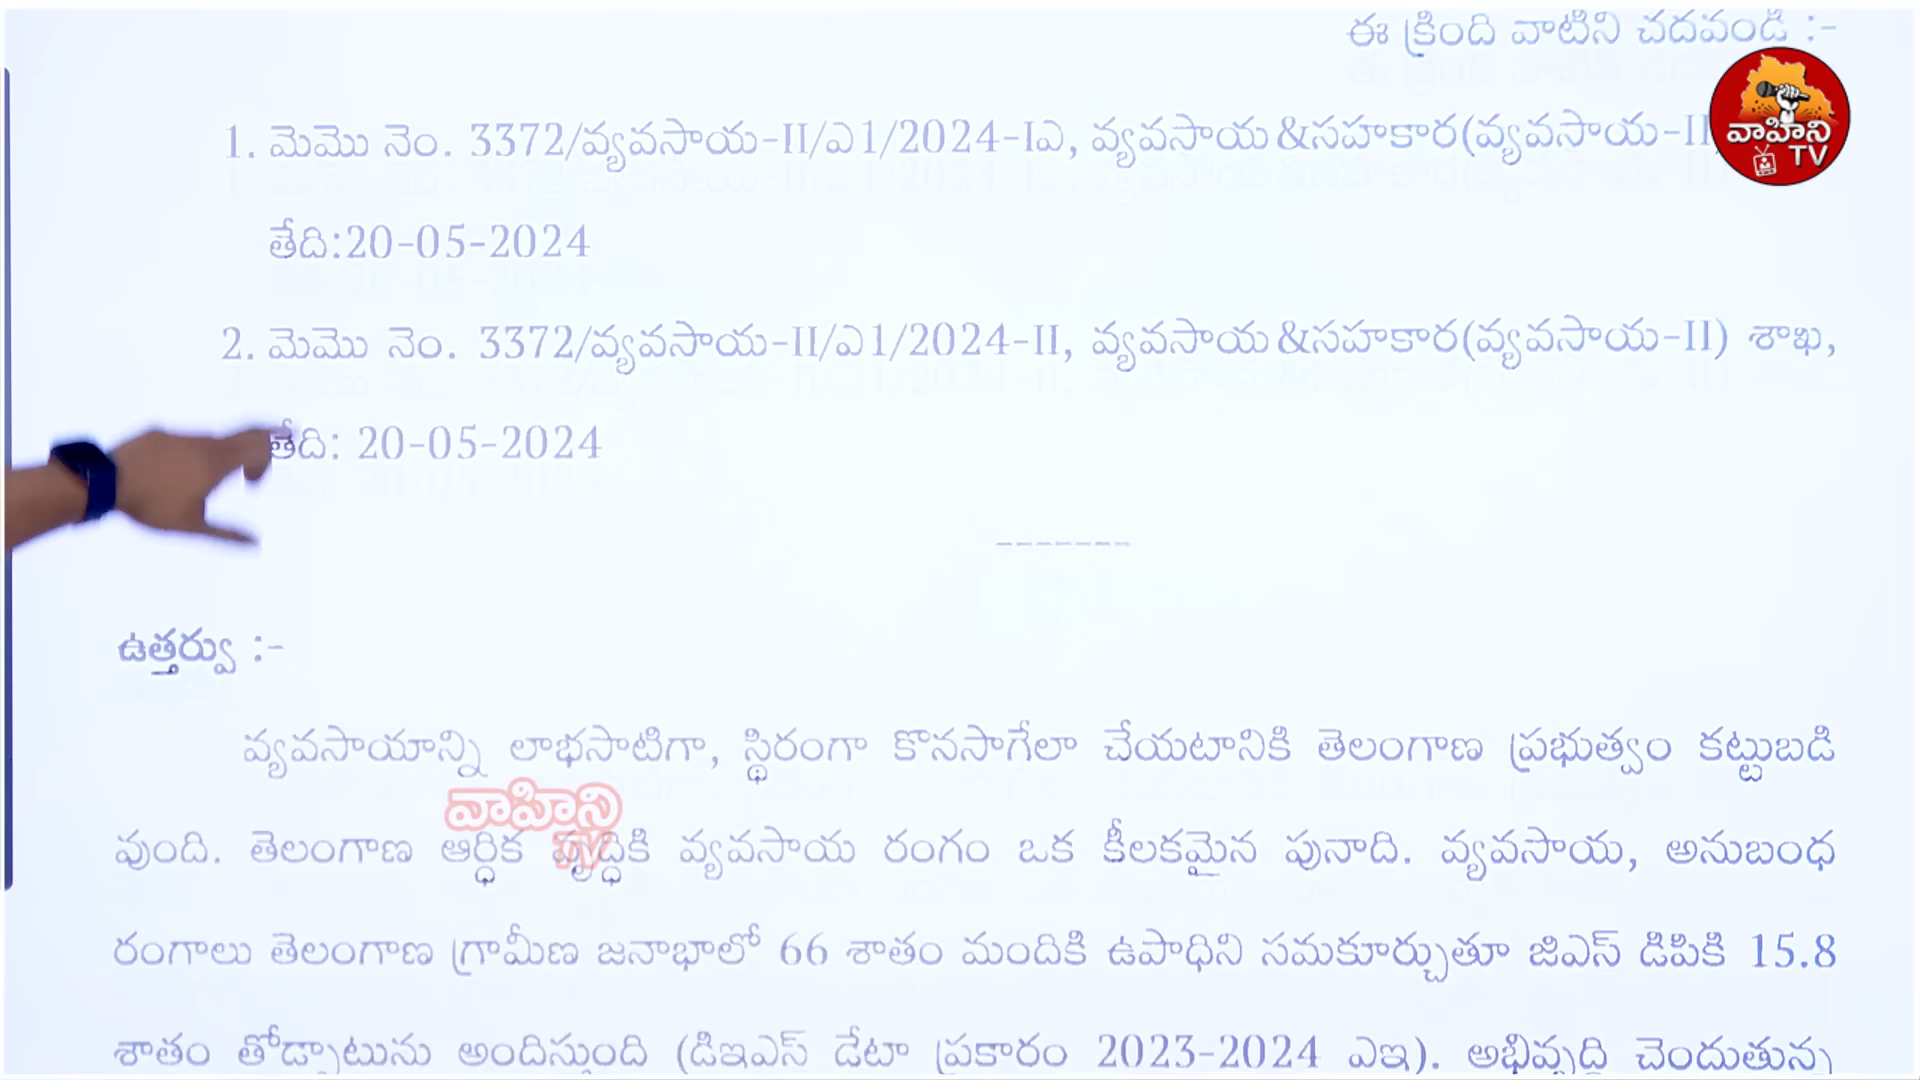 ఈ క్రింది వాటిని చదవండి :-
వాహిని
TV
1. మెమొ నెం. 3372/వ్యవసాయ-II/ఎ1/2024-Iఎ, వ్యవసాయ&సహకార(వ్యవసాయ-II
తేది:20-05-2024
2. మెమొ నెం. 3372/వ్యవసాయ-II/ఎ1/2024-II, వ్యవసాయ&సహకార(వ్యవసాయ-II) శాఖ,
తేది: 20-05-2024
-------
ఉత్తర్వు :-
వ్యవసాయాన్ని లాభసాటిగా, స్థిరంగా కొనసాగేలా చేయటానికి తెలంగాణ ప్రభుత్వం కట్టుబడి
వాహిని
TV
వుంది. తెలంగాణ ఆర్థిక వృద్ధికి వ్యవసాయ రంగం ఒక కీలకమైన పునాది. వ్యవసాయ, అనుబంధ
రంగాలు తెలంగాణ గ్రామీణ జనాభాలో 66 శాతం మందికి ఉపాధిని సమకూర్చుతూ జిఎస్ డిపికి 15.8
శాతం తోడ్పాటును అందిస్తుంది (డిఇఎస్ డేటా ప్రకారం 2023-2024 ఎఇ). అభివృద్ది చెందుతున్న